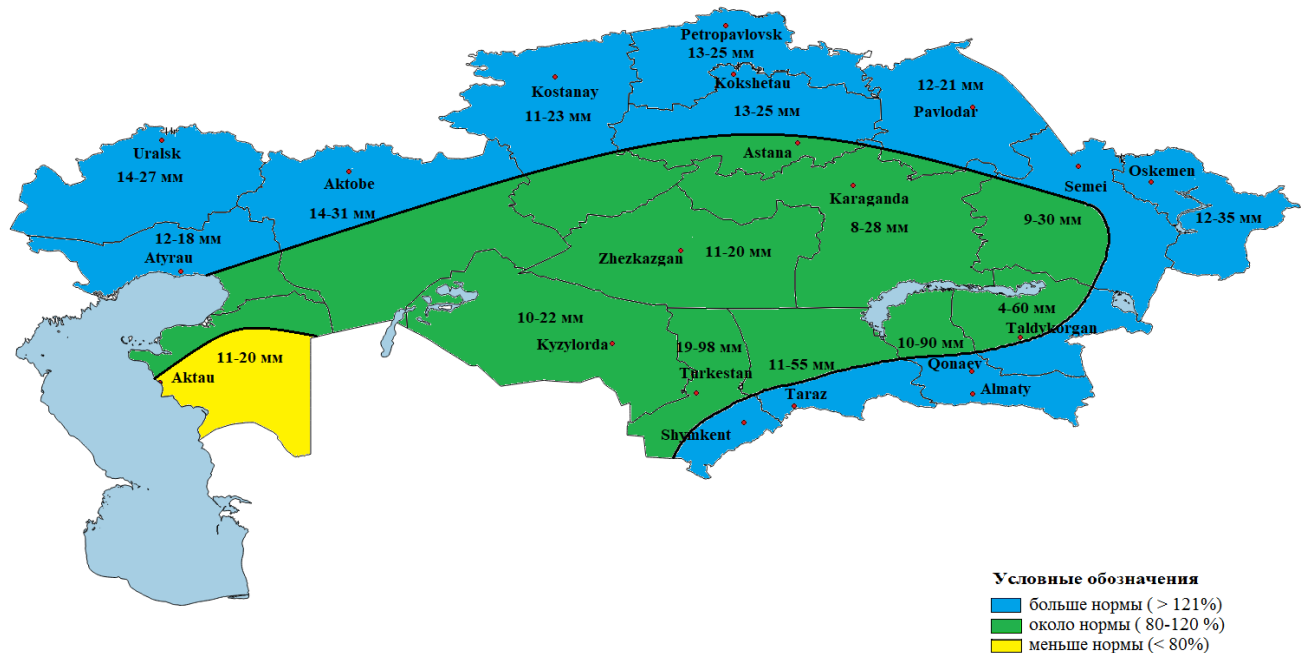 Petropavlovsk
13-25 мм
Kostanay
11-23 мм
Kokshetau
13-25 мм
12-21 мм
Pavlodar
Uralsk
14-27 мм
Aktobe
14-31 мм
12-18 мм
Atyrau
Astana
Karaganda
8-28 мм
Semei
Oskemen
12-35 мм
9-30 мм
Zhezkazgan
11-20 мм
10-22 мм
Kyzylorda
4-60 мм
Taldykorgan
19-98 мм
Turkestan
11-55 мм
Taraz
10-90 мм
Qonaev
Almaty
Shymkent
11-20 мм
Aktau
Условные обозначения
больше нормы ( > 121%)
около нормы ( 80-120 %)
меньше нормы (< 80%)